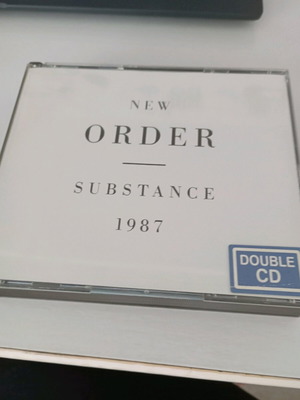 NEW
ORDER
SUBSTANCE
1987
DOUBLE
CD